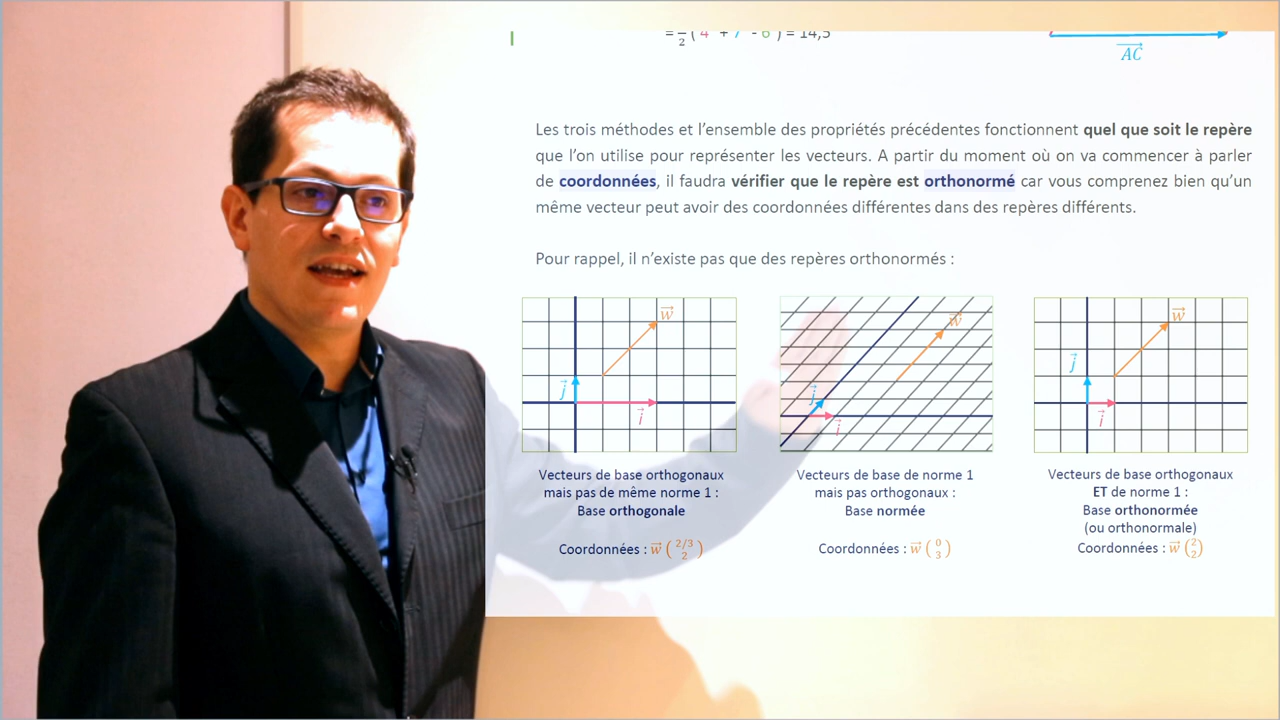 = 1/2 ( 4 + 7 - 6 ) = 14,5
AC
Les trois méthodes et l’ensemble des propriétés précédentes fonctionnent quel que soit le repère
que l’on utilise pour représenter les vecteurs. A partir du moment où on va commencer à parler
de coordonnées, il faudra vérifier que le repère est orthonormé car vous comprenez bien qu’un
même vecteur peut avoir des coordonnées différentes dans des repères différents.
Pour rappel, il n’existe pas que des repères orthonormés :
w
j
i
w
j
i
w
j
i
Vecteurs de base orthogonaux
mais pas de même norme 1 :
Base orthogonale
Coordonnées : w ( 2/3 2 )
Vecteurs de base de norme 1
mais pas orthogonaux :
Base normée
Coordonnées : w ( 0 3 )
Vecteurs de base orthogonaux
ET de norme 1 :
Base orthonormée
(ou orthonormale)
Coordonnées : w ( 2 2 )